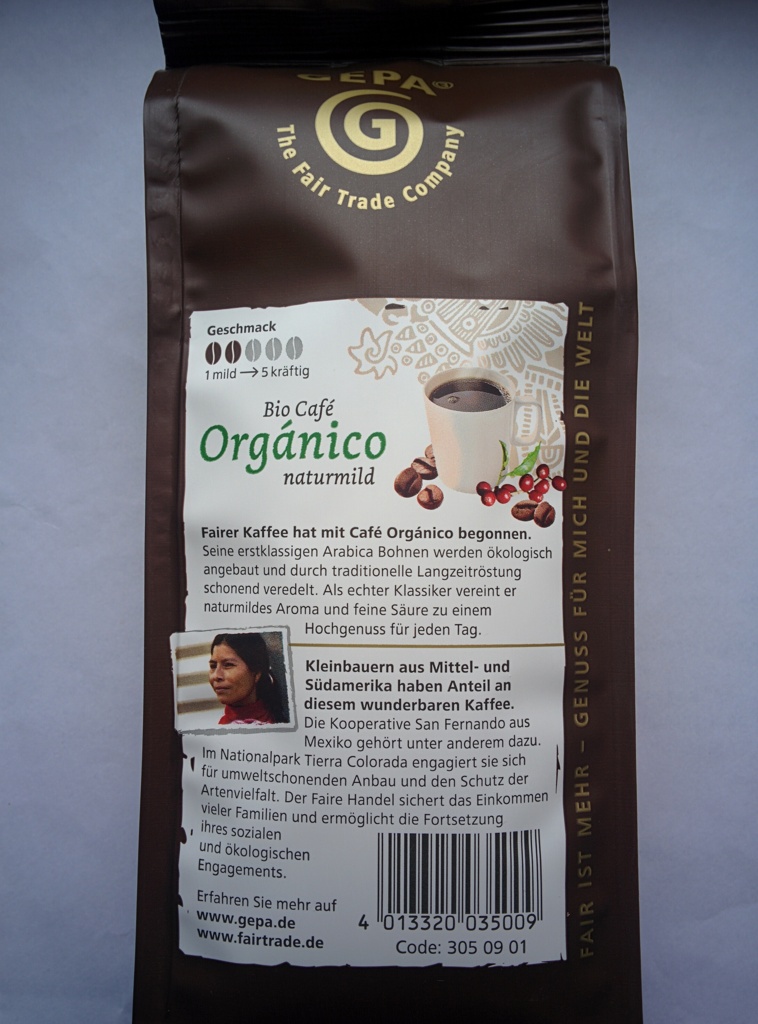 GEPA®
G
The Fair Trade Company
Geschmack
1 mild → 5 kräftig
Bio Café
Orgánico
naturmild
Fairer Kaffee hat mit Café Orgánico begonnen.
Seine erstklassigen Arabica Bohnen werden ökologisch
angebaut und durch traditionelle Langzeitröstung
schonend veredelt. Als echter Klassiker vereint er
naturmildes Aroma und feine Säure zu einem
Hochgenuss für jeden Tag.
Kleinbauern aus Mittel- und
Südamerika haben Anteil an
diesem wunderbaren Kaffee.
Die Kooperative San Fernando aus
Mexiko gehört unter anderem dazu.
Im Nationalpark Tierra Colorada engagiert sie sich
für umweltschonenden Anbau und den Schutz der
Artenvielfalt. Der Faire Handel sichert das Einkommen
vieler Familien und ermöglicht die Fortsetzung
ihres sozialen
und ökologischen
Engagements.
Erfahren Sie mehr auf
www.gepa.de
www.fairtrade.de
4 013320 035009
Code: 305 09 01
FAIR IST MEHR – GENUSS FÜR MICH UND DIE WELT